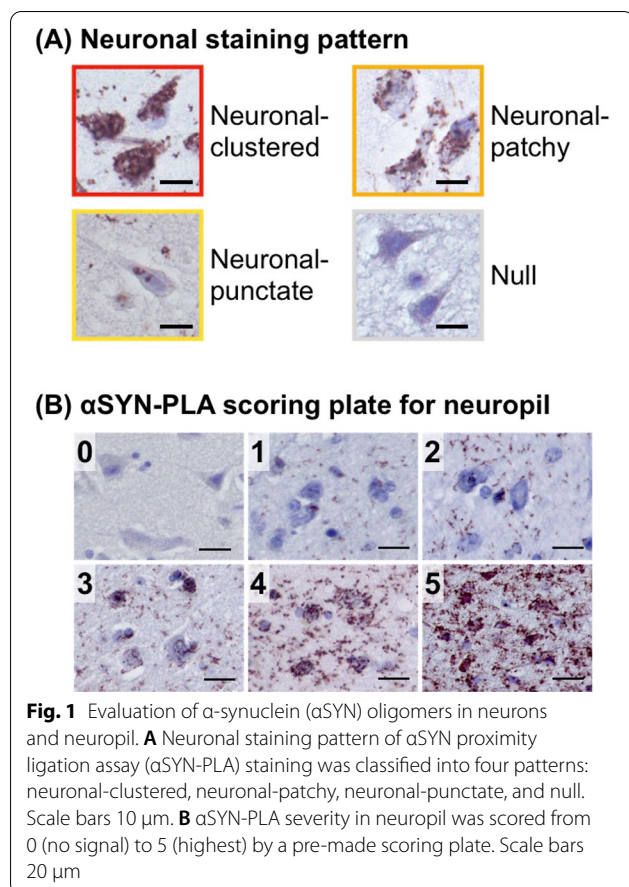 (A) Neuronal staining pattern
Neuronal-
clustered
Neuronal-
patchy
Neuronal-
punctate
Null
(B) αSYN-PLA scoring plate for neuropil
0
1
2
3
4
5
Fig. 1 Evaluation of α-synuclein (αSYN) oligomers in neurons
and neuropil. A Neuronal staining pattern of αSYN proximity
ligation assay (αSYN-PLA) staining was classified into four patterns:
neuronal-clustered, neuronal-patchy, neuronal-punctate, and null.
Scale bars 10 μm. B αSYN-PLA severity in neuropil was scored from
0 (no signal) to 5 (highest) by a pre-made scoring plate. Scale bars
20 μm